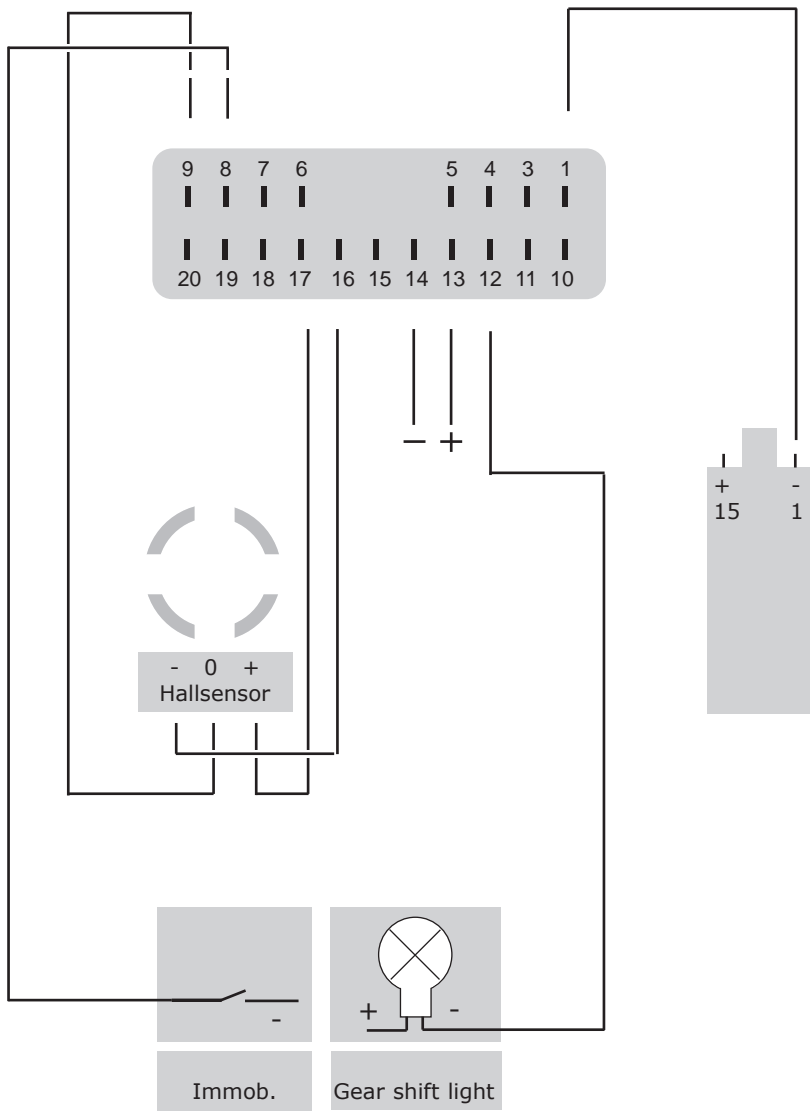 9 8 7 6 5 4 3 1
20 19 18 17 16 15 14 13 12 11 10
− +
+ -
15 1
- 0 +
Hallsensor
+ -
-
Immob. Gear shift light